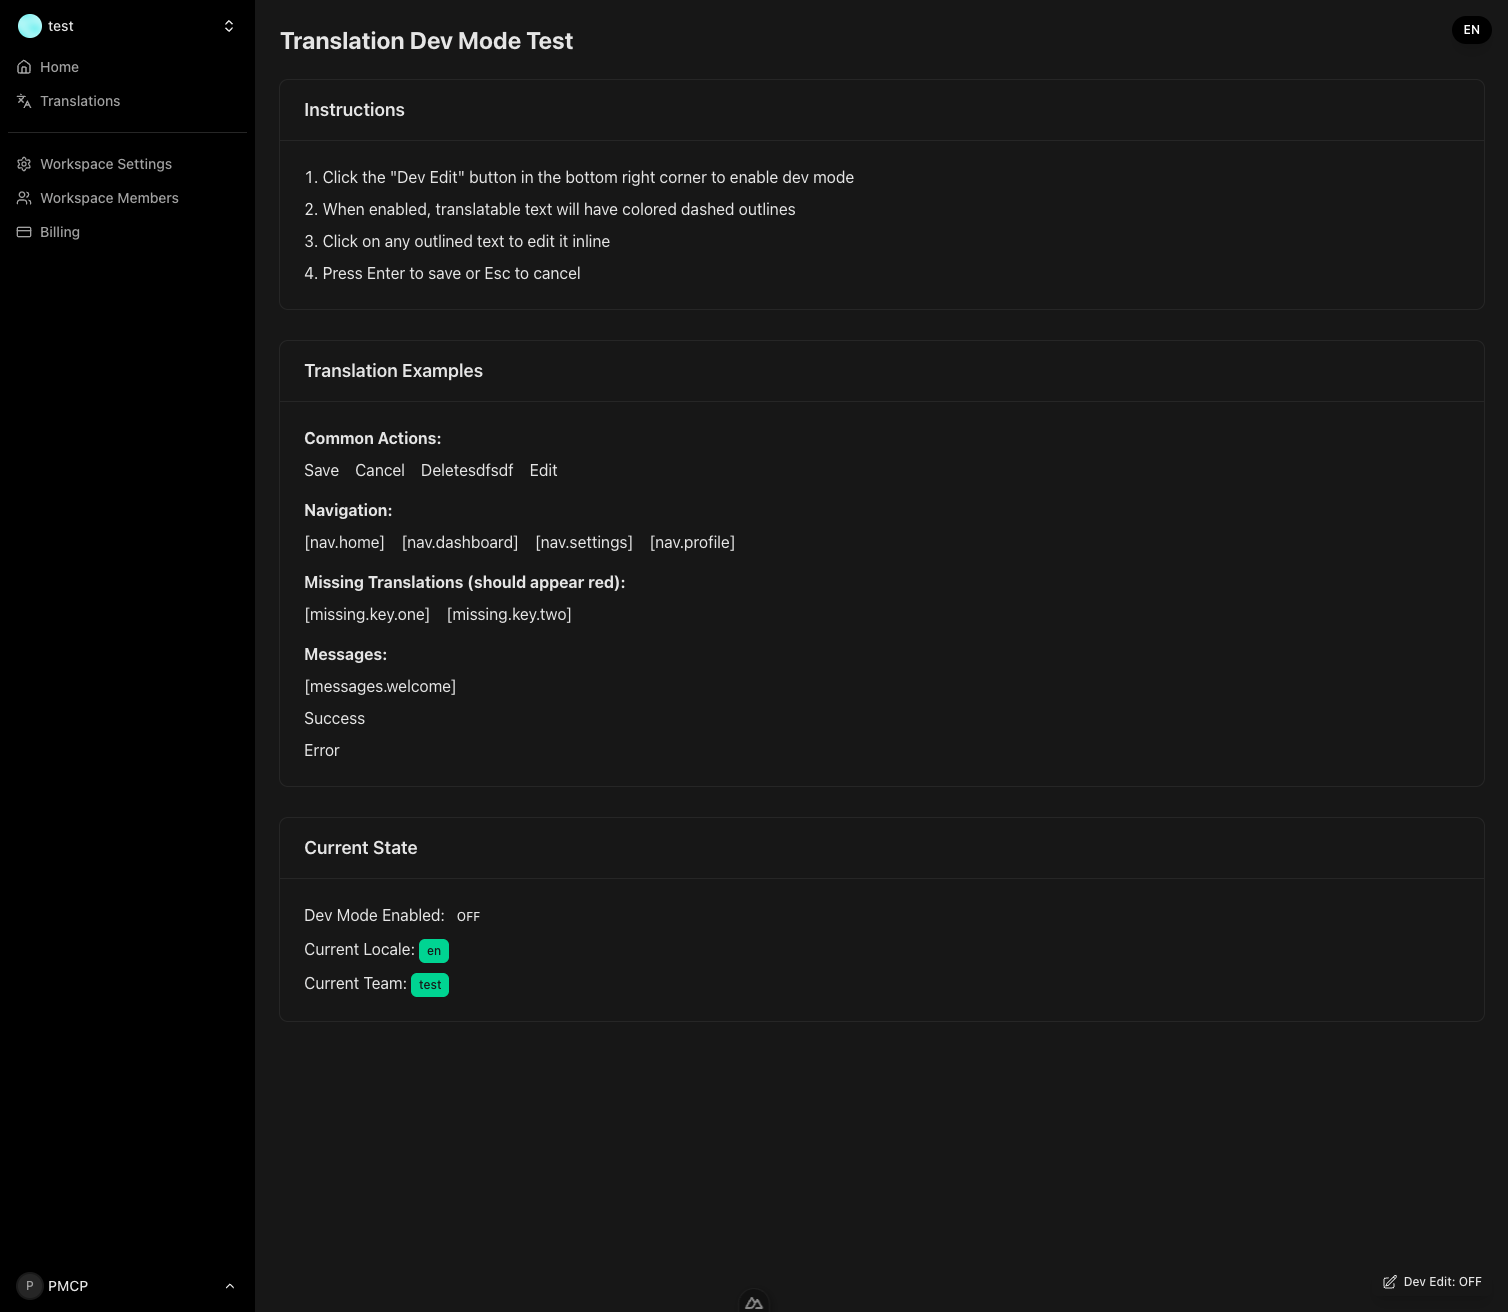 test
Home
Translations
Workspace Settings
Workspace Members
Billing
P PMCP
Translation Dev Mode Test
EN
Instructions
1. Click the "Dev Edit" button in the bottom right corner to enable dev mode
2. When enabled, translatable text will have colored dashed outlines
3. Click on any outlined text to edit it inline
4. Press Enter to save or Esc to cancel
Translation Examples
Common Actions:
Save Cancel Deletesdfsdf Edit
Navigation:
[nav.home] [nav.dashboard] [nav.settings] [nav.profile]
Missing Translations (should appear red):
[missing.key.one] [missing.key.two]
Messages:
[messages.welcome]
Success
Error
Current State
Dev Mode Enabled: OFF
Current Locale: en
Current Team: test
Dev Edit: OFF